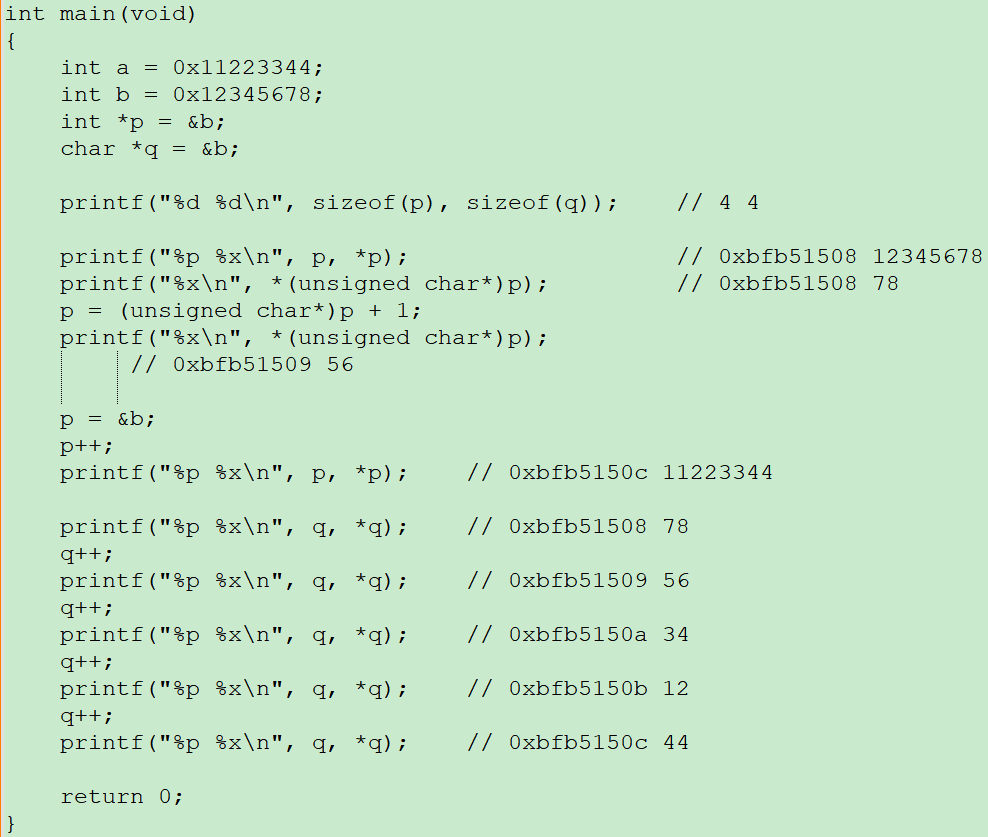 int main(void)
{
    int a = 0x11223344;
    int b = 0x12345678;
    int *p = &b;
    char *q = &b;

    printf("%d %d\n", sizeof(p), sizeof(q));    // 4 4

    printf("%p %x\n", p, *p);                   // 0xbfb51508 12345678
    printf("%x\n", *(unsigned char*)p);         // 0xbfb51508 78
    p = (unsigned char*)p + 1;
    printf("%x\n", *(unsigned char*)p);
         // 0xbfb51509 56

    p = &b;
    p++;
    printf("%p %x\n", p, *p);    // 0xbfb5150c 11223344

    printf("%p %x\n", q, *q);    // 0xbfb51508 78
    q++;
    printf("%p %x\n", q, *q);    // 0xbfb51509 56
    q++;
    printf("%p %x\n", q, *q);    // 0xbfb5150a 34
    q++;
    printf("%p %x\n", q, *q);    // 0xbfb5150b 12
    q++;
    printf("%p %x\n", q, *q);    // 0xbfb5150c 44

    return 0;
}